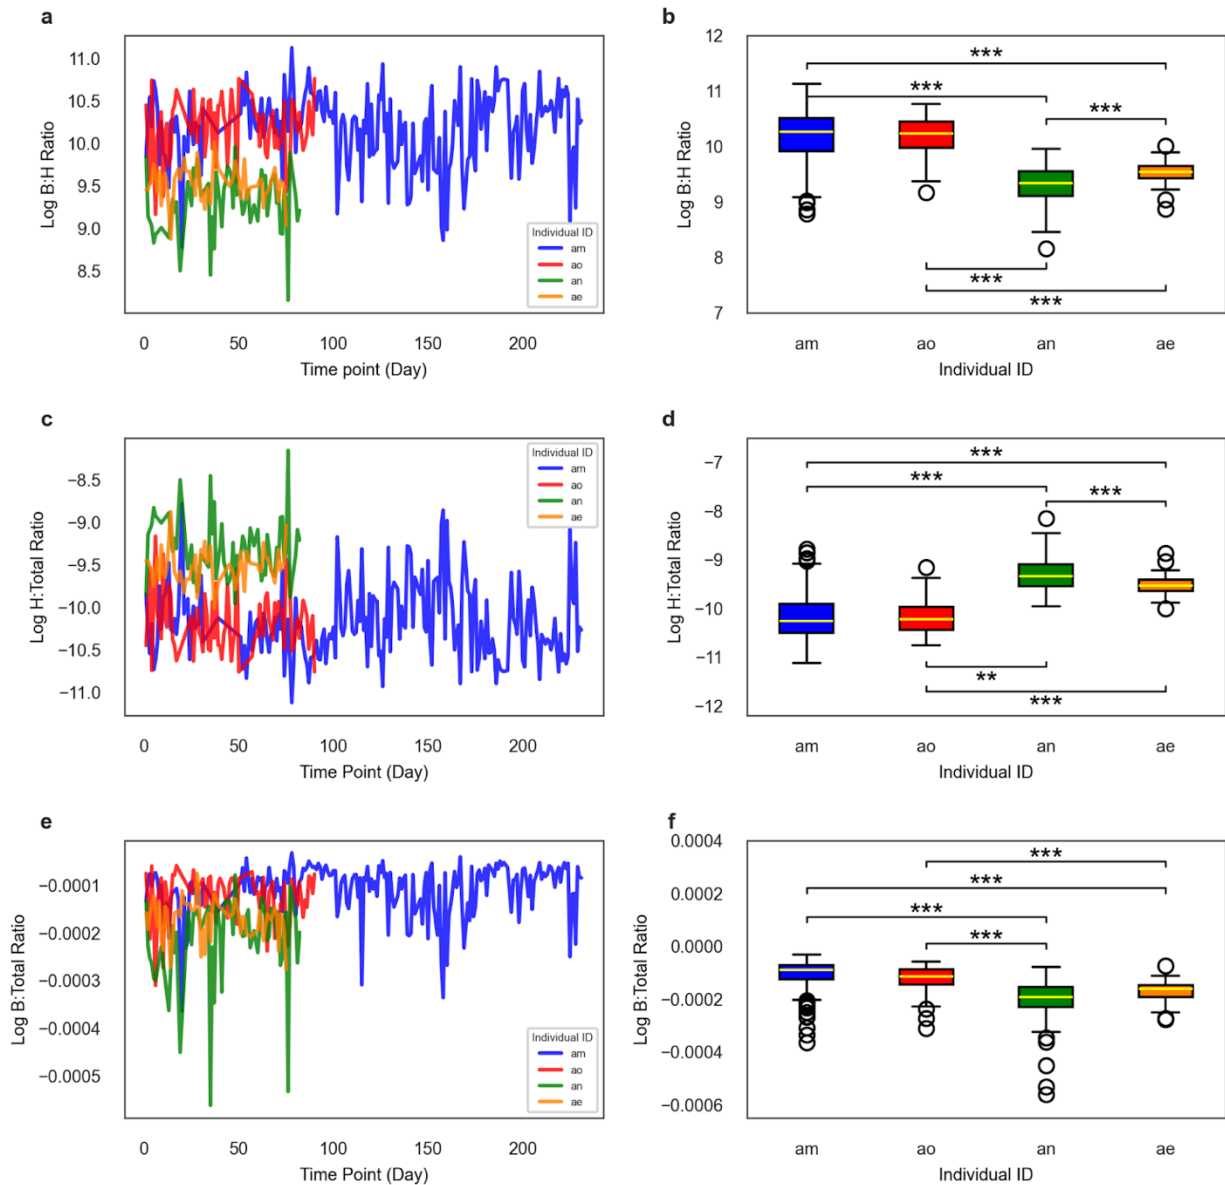 a
Log B:H Ratio
11.0
10.5
10.0
9.5
9.0
8.5
0 50 100 150 200
Time point (Day)
Individual ID
am
ao
an
ae
b
Log B:H Ratio
12
11
10
9
8
7
***
***
***
***
***
am ao an ae
Individual ID
c
Log H:Total Ratio
−8.5
−9.0
−9.5
−10.0
−10.5
−11.0
0 50 100 150 200
Time Point (Day)
Individual ID
am
ao
an
ae
d
Log H:Total Ratio
−7
−8
−9
−10
−11
−12
***
***
***
**
***
am ao an ae
Individual ID
e
Log B:Total Ratio
−0.0001
−0.0002
−0.0003
−0.0004
−0.0005
0 50 100 150 200
Time Point (Day)
Individual ID
am
ao
an
ae
f
Log B:Total Ratio
0.0004
0.0002
0.0000
−0.0002
−0.0004
−0.0006
***
***
***
***
am ao an ae
Individual ID